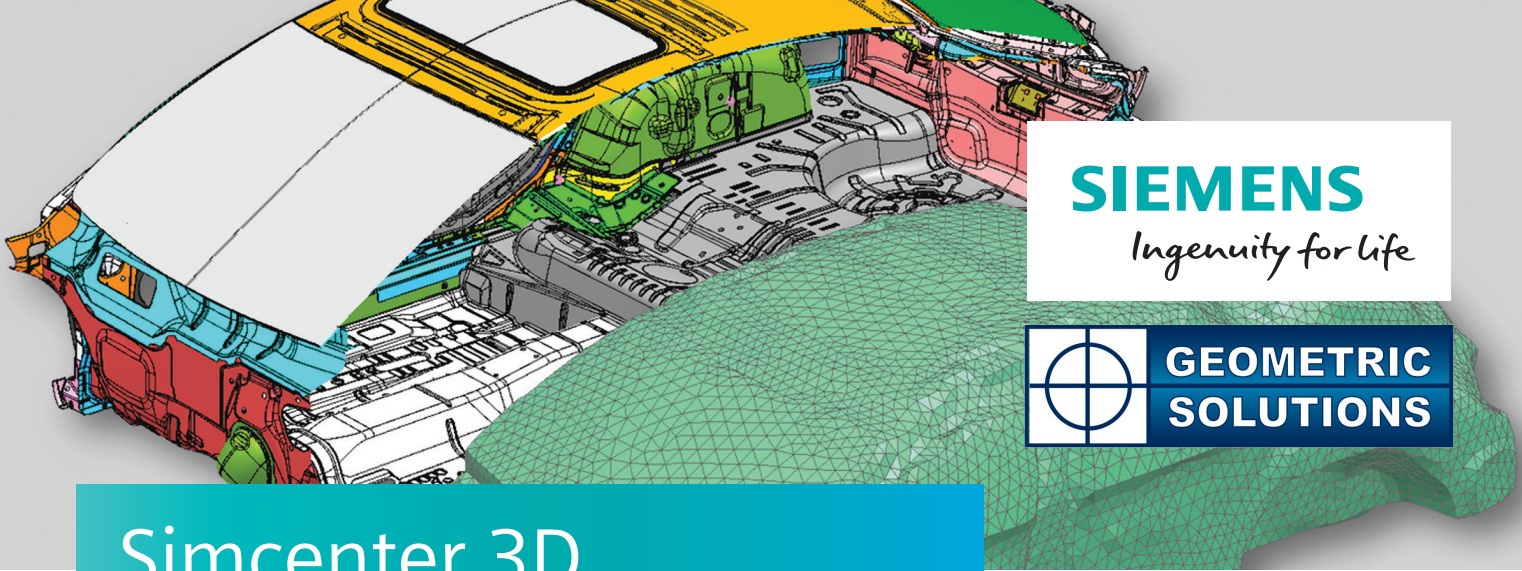 SIEMENS
Ingenuity for life
GEOMETRIC
SOLUTIONS
Simcenter 3D